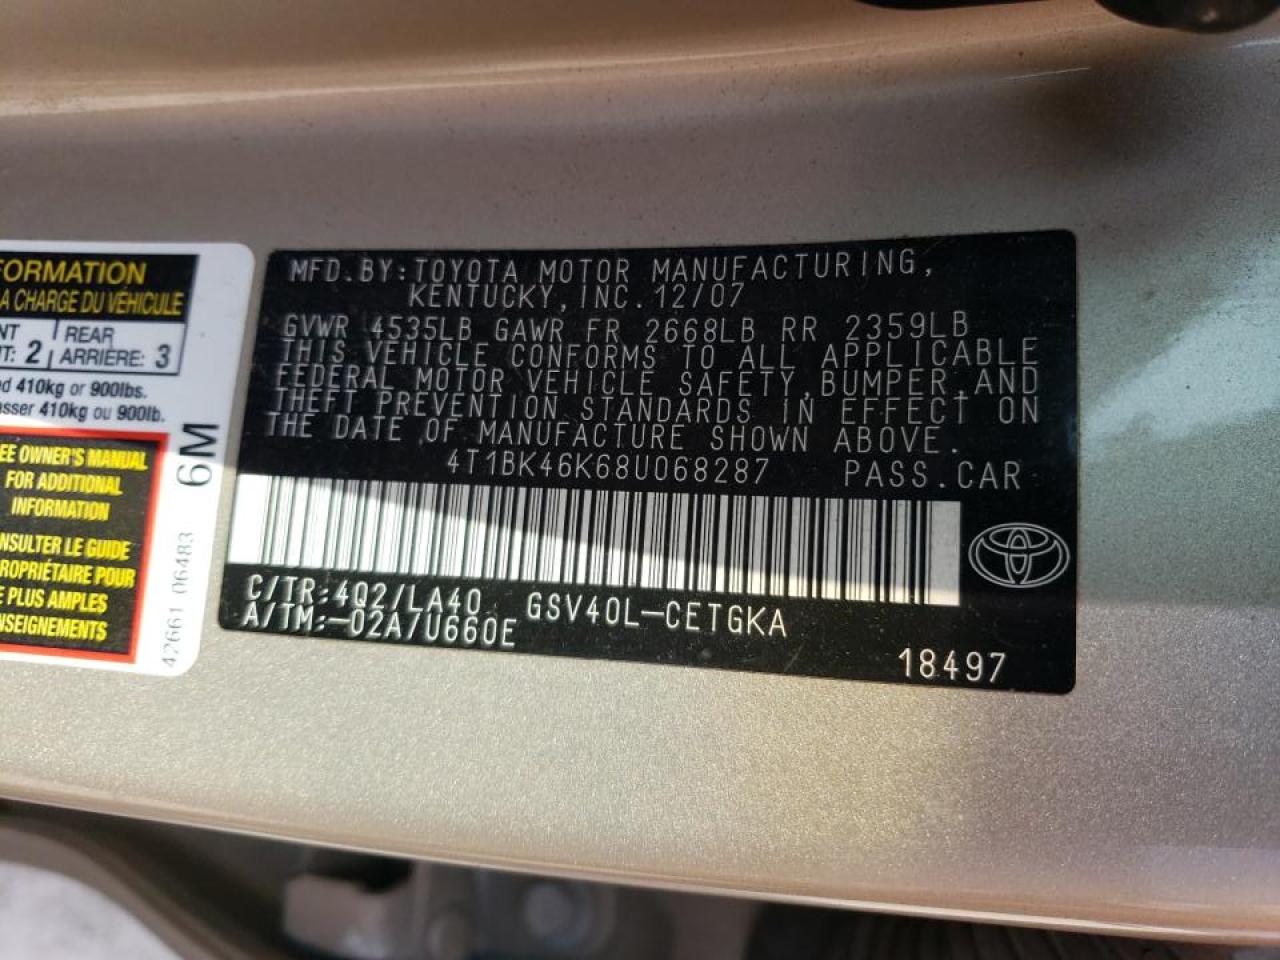 FORMATION
A CHARGE DU VÉHICULE
NT
REAR
T: 2
ARRIÈRE: 3
d 410kg or 900lbs.
asser 410kg ou 900lb.
EE OWNER'S MANUAL
FOR ADDITIONAL
INFORMATION
NSULTER LE GUIDE
ROPRIÉTAIRE POUR
E PLUS AMPLES
NSEIGNEMENTS
6M
42661 06483
MFD. BY: TOYOTA MOTOR MANUFACTURING,
KENTUCKY, INC. 12/07
GVWR 4535LB GAWR FR 2668LB RR 2359LB
THIS VEHICLE CONFORMS TO ALL APPLICABLE
FEDERAL MOTOR VEHICLE SAFETY, BUMPER, AND
THEFT PREVENTION STANDARDS IN EFFECT ON
THE DATE OF MANUFACTURE SHOWN ABOVE.
4T1BK46K68U068287 PASS. CAR
C/TR: 4Q2/LA40 GSV40L-CETGKA
A/TM: -02A/U660E
18497